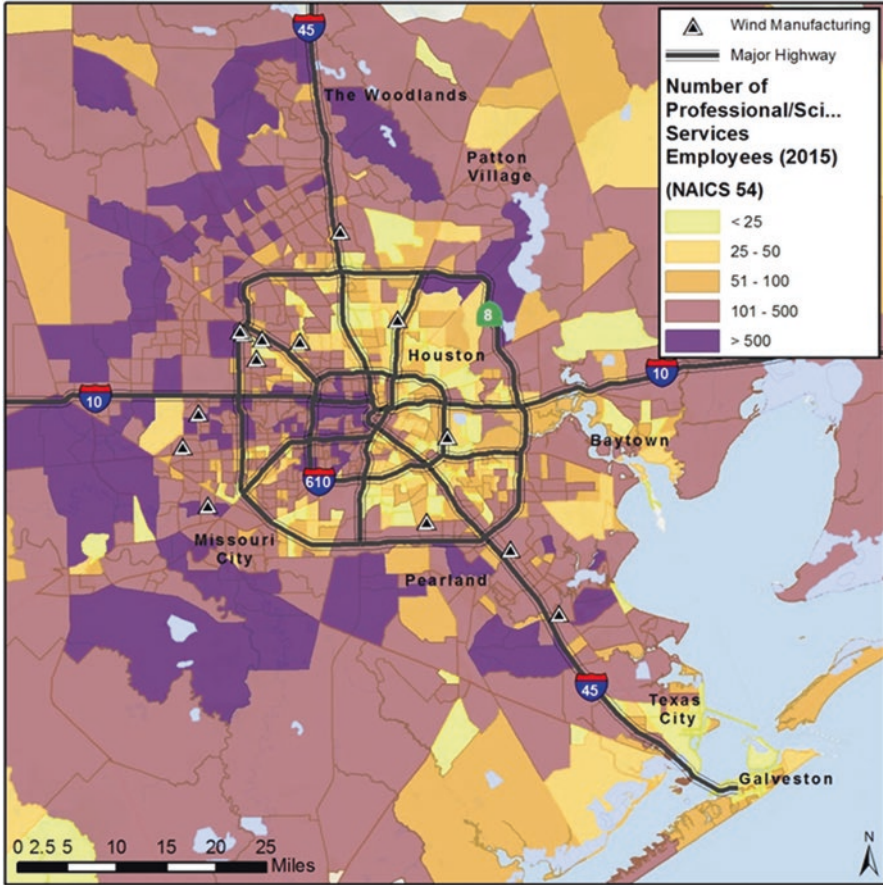 45
Wind Manufacturing
Major Highway
Number of
Professional/Sci...
Services
Employees (2015)
(NAICS 54)
< 25
25 - 50
51 - 100
101 - 500
> 500
The Woodlands
Patton
Village
8
Houston
10
10
Baytown
610
Missouri
City
Pearland
45
Texas
City
Galveston
0 2.5 5 10 15 20 25
Miles
N